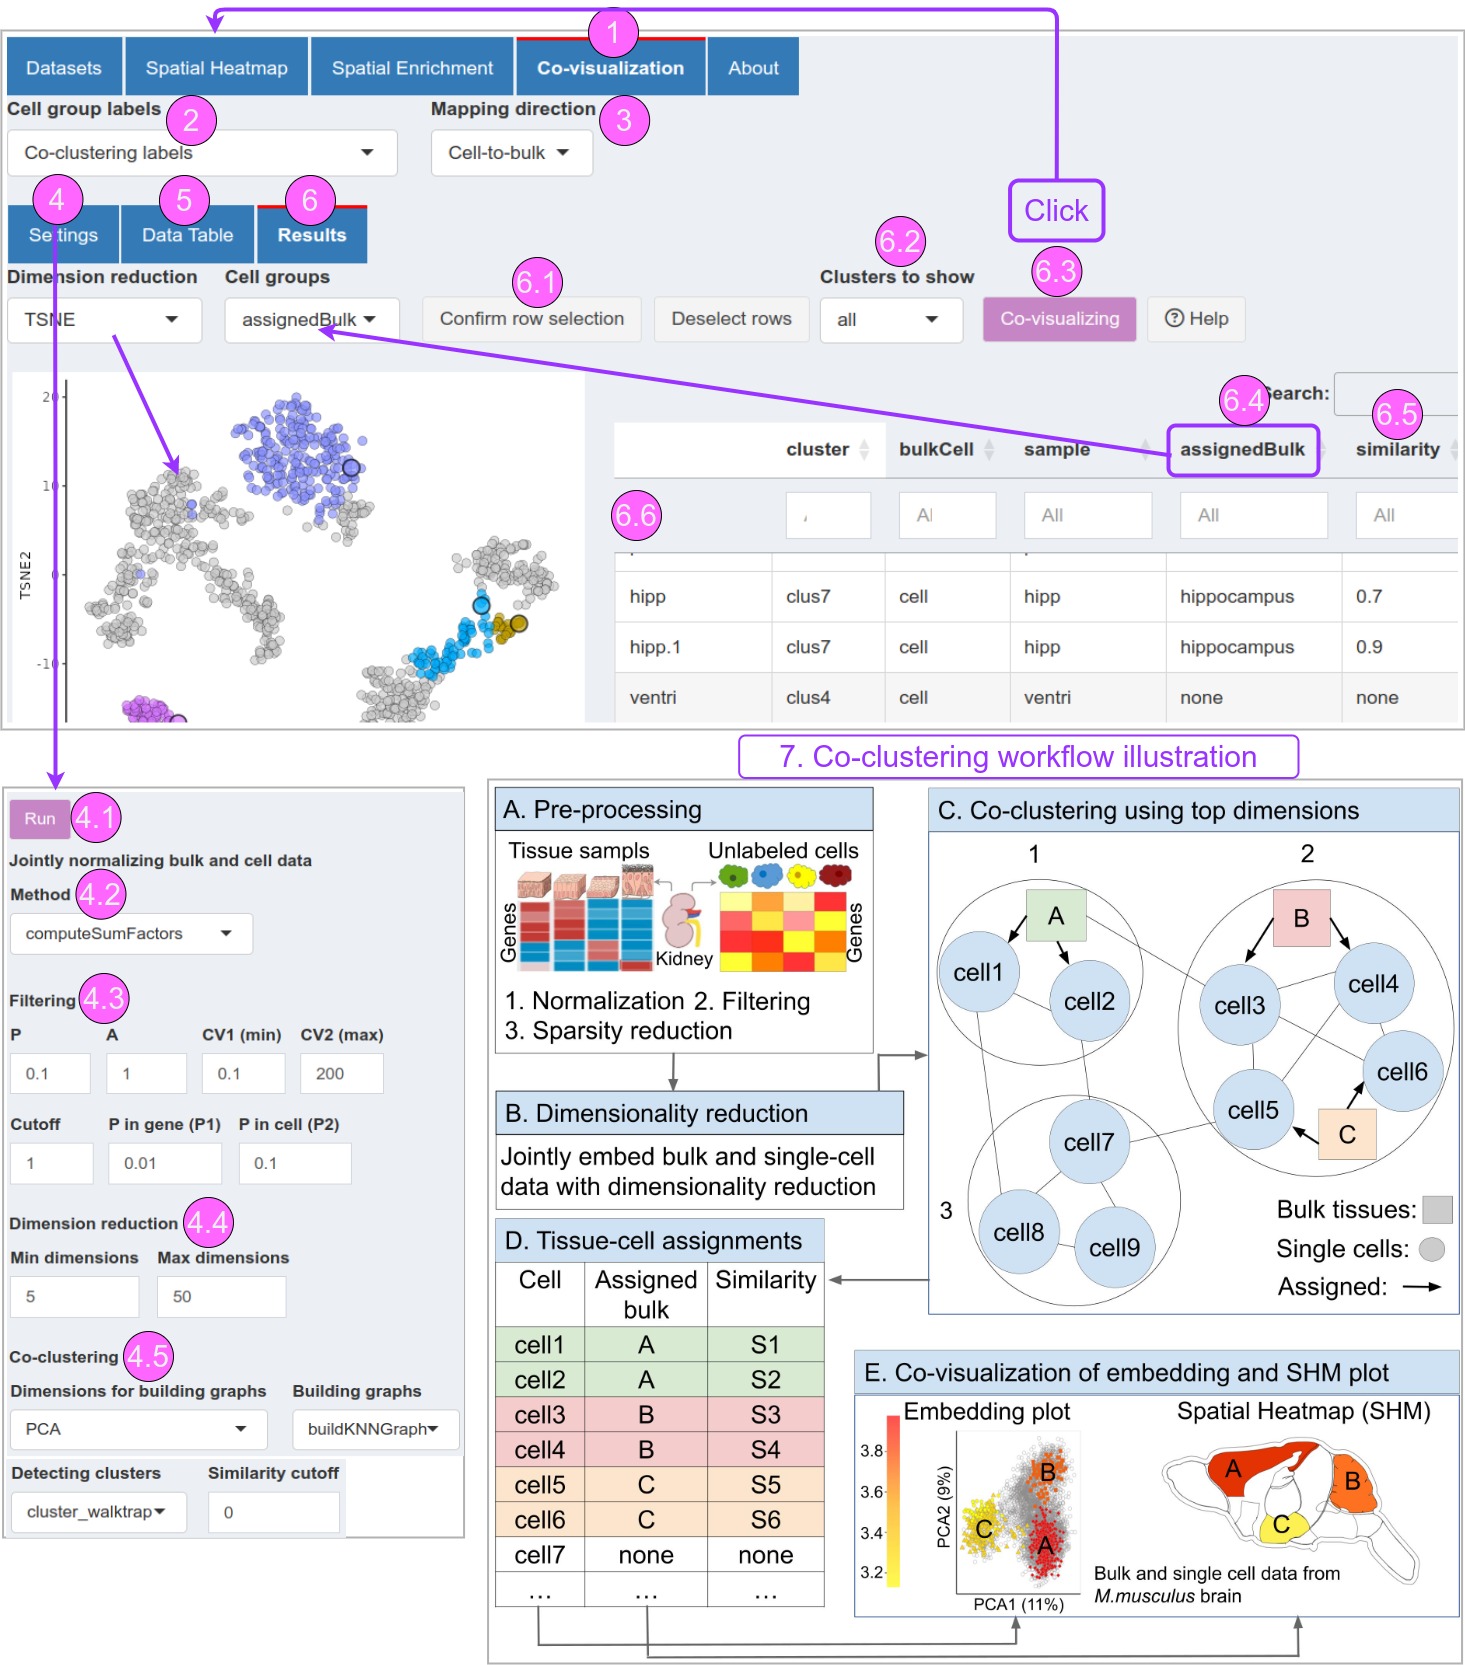 1
Datasets Spatial Heatmap Spatial Enrichment Co-visualization About
Cell group labels 2 Mapping direction 3
Co-clustering labels Cell-to-bulk
4 5 6
Settings Data Table Results
Click
6.1 6.2 6.3
Dimension reduction Cell groups Clusters to show
TSNE assignedBulk Confirm row selection Deselect rows all Co-visualizing Help
6.4 Search: 6.5
cluster bulkCell sample assignedBulk similarity
6.6 All All All
hipp clus7 cell hipp hippocampus 0.7
hipp.1 clus7 cell hipp hippocampus 0.9
ventri clus4 cell ventri none none
20
10
0
-10
TSNE2
Run 4.1
Jointly normalizing bulk and cell data
Method 4.2
computeSumFactors
Filtering 4.3
P A CV1 (min) CV2 (max)
0.1 1 0.1 200
Cutoff P in gene (P1) P in cell (P2)
1 0.01 0.1
Dimension reduction 4.4
Min dimensions Max dimensions
5 50
Co-clustering 4.5
Dimensions for building graphs Building graphs
PCA buildKNNGraph
Detecting clusters Similarity cutoff
cluster_walktrap 0
7. Co-clustering workflow illustration
A. Pre-processing
Tissue sampls Unlabeled cells
Genes Kidney Genes
1. Normalization 2. Filtering
3. Sparsity reduction
B. Dimensionality reduction
Jointly embed bulk and single-cell
data with dimensionality reduction
C. Co-clustering using top dimensions
1 2
A B
cell1 cell2 cell3 cell4
cell5 cell6
C
cell7
3 cell8 cell9
Bulk tissues:
Single cells:
Assigned:
D. Tissue-cell assignments
Cell Assigned Similarity
bulk
cell1 A S1
cell2 A S2
cell3 B S3
cell4 B S4
cell5 C S5
cell6 C S6
cell7 none none
... ... ...
E. Co-visualization of embedding and SHM plot
Embedding plot Spatial Heatmap (SHM)
3.8
3.6
3.4
3.2
PCA2 (9%)
B
C
A
PCA1 (11%)
A B
C
Bulk and single cell data from
M.musculus brain